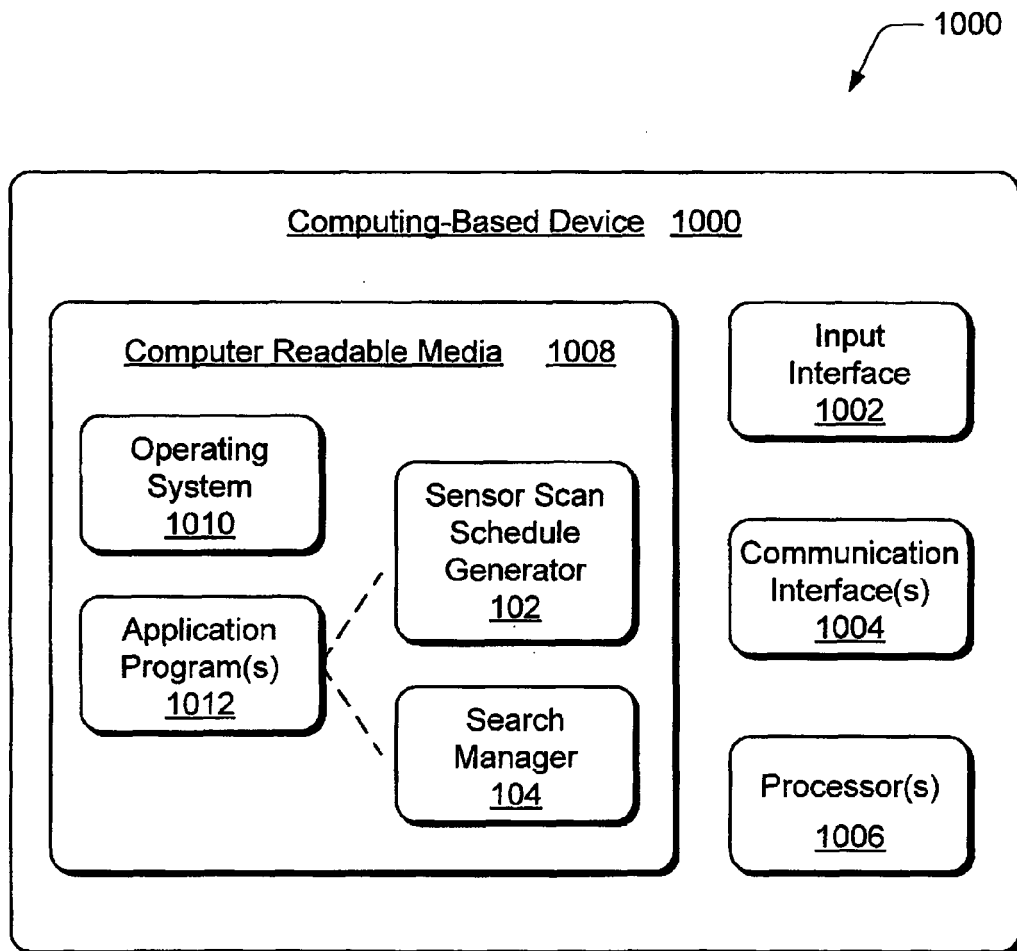 1000
Computing-Based Device 1000
Computer Readable Media 1008
Operating
System
1010
Application
Program(s)
1012
Sensor Scan
Schedule
Generator
102
Search
Manager
104
Input
Interface
1002
Communication
Interface(s)
1004
Processor(s)
1006